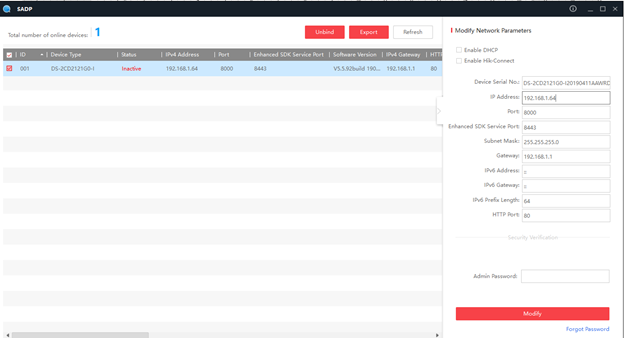 SADP
Total number of online devices: 1
Unbind
Export
Refresh
ID
Device Type
Status
IPv4 Address
Port
Enhanced SDK Service Port
Software Version
IPv4 Gateway
HTT
001
DS-2CD2121G0-I
Inactive
192.168.1.64
8000
8443
V5.5.92build 190...
192.168.1.1
80
Modify Network Parameters
Enable DHCP
Enable Hik-Connect
Device Serial No.: DS-2CD2121G0-I20190411AAWRD
IP Address: 192.168.1.64
Port: 8000
Enhanced SDK Service Port: 8443
Subnet Mask: 255.255.255.0
Gateway: 192.168.1.1
IPv6 Address: ::
IPv6 Gateway: ::
IPv6 Prefix Length: 64
HTTP Port: 80
Security Verification
Admin Password:
Modify
Forgot Password